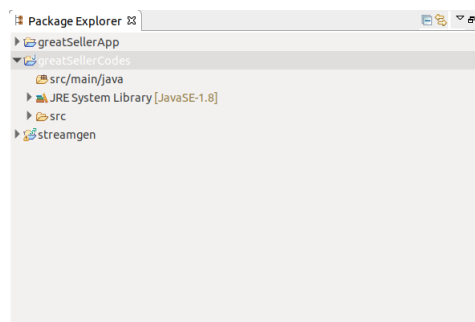 Package Explorer
greatSellerApp
greatSellerCodes
src/main/java
JRE System Library [JavaSE-1.8]
src
streamgen